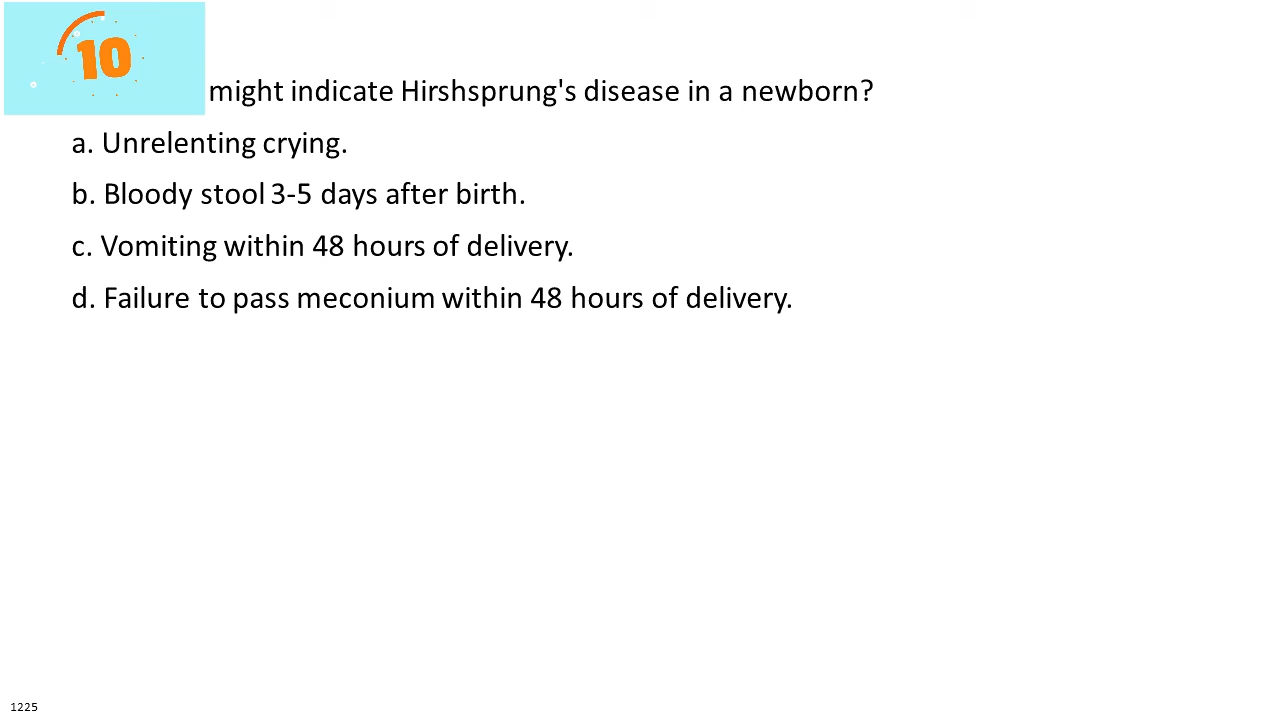 10
might indicate Hirshsprung's disease in a newborn?
a. Unrelenting crying.
b. Bloody stool 3-5 days after birth.
c. Vomiting within 48 hours of delivery.
d. Failure to pass meconium within 48 hours of delivery.
1225